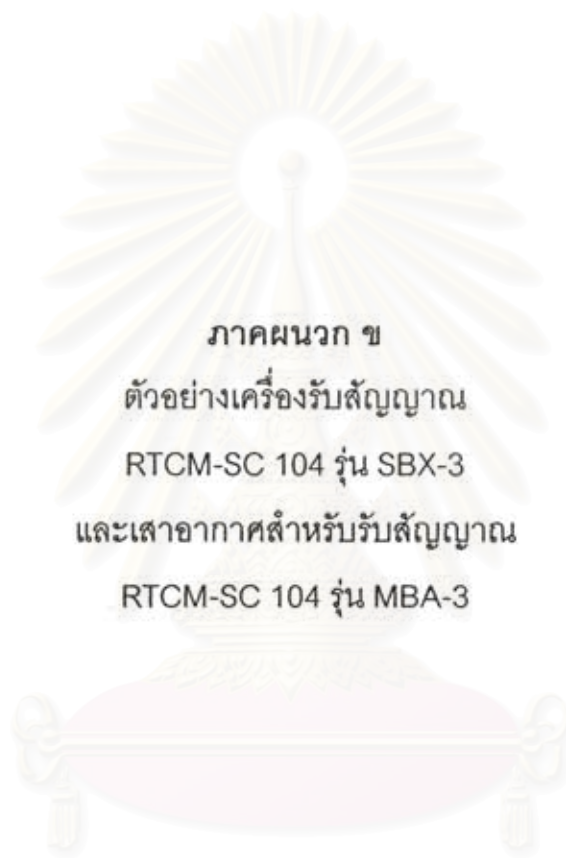 ภาคผนวก ข
ตัวอย่างเครื่องรับสัญญาณ
RTCM-SC 104 รุ่น SBX-3
และเสาอากาศสำหรับรับสัญญาณ
RTCM-SC 104 รุ่น MBA-3